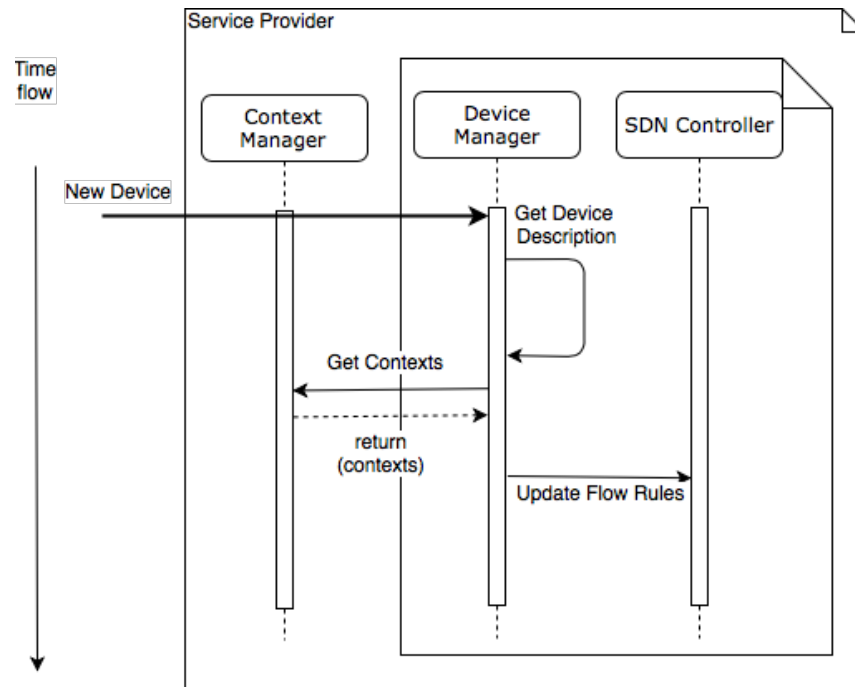 Service Provider
Time
flow
Context
Manager
Device
Manager
SDN Controller
New Device
Get Device
Description
Get Contexts
return
(contexts)
Update Flow Rules